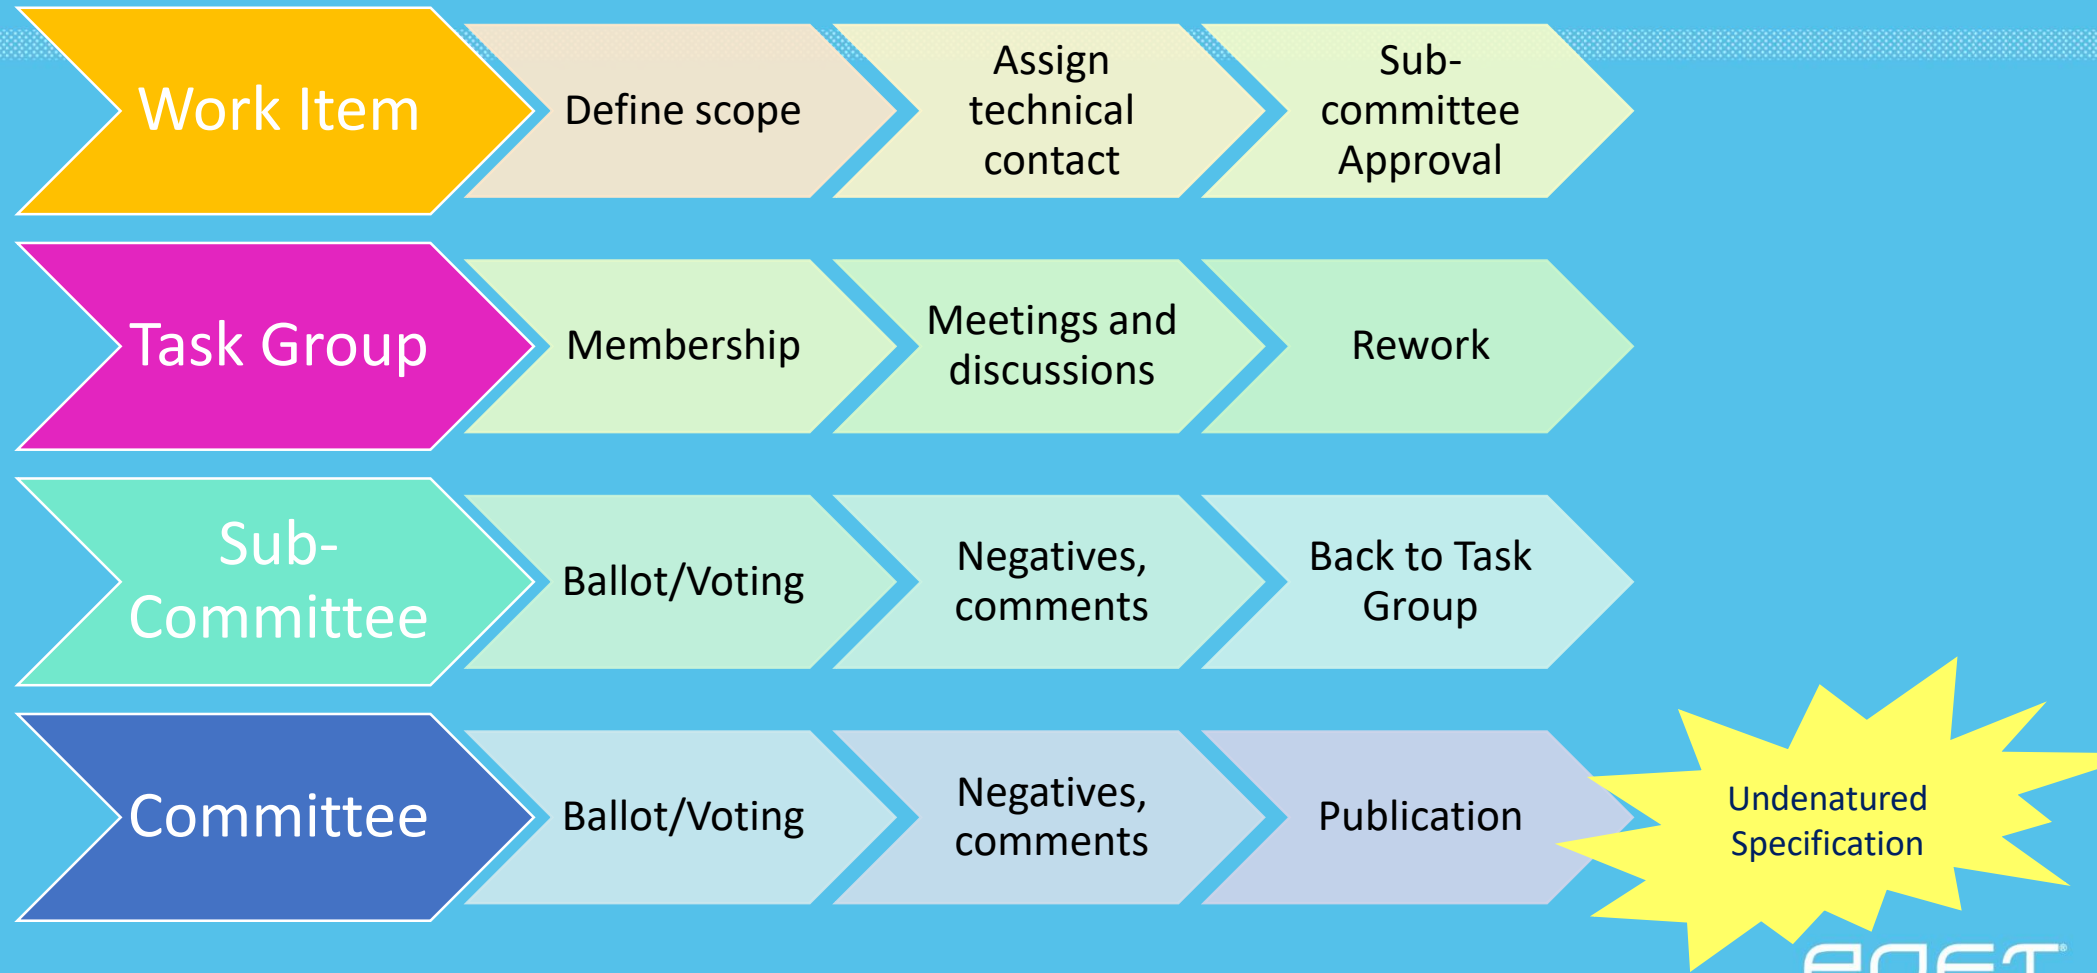 Work Item
Define scope
Assign
technical
contact
Sub-
committee
Approval
Task Group
Membership
Meetings and
discussions
Rework
Sub-
Committee
Ballot/Voting
Negatives,
comments
Back to Task
Group
Committee
Ballot/Voting
Negatives,
comments
Publication
Undenatured
Specification